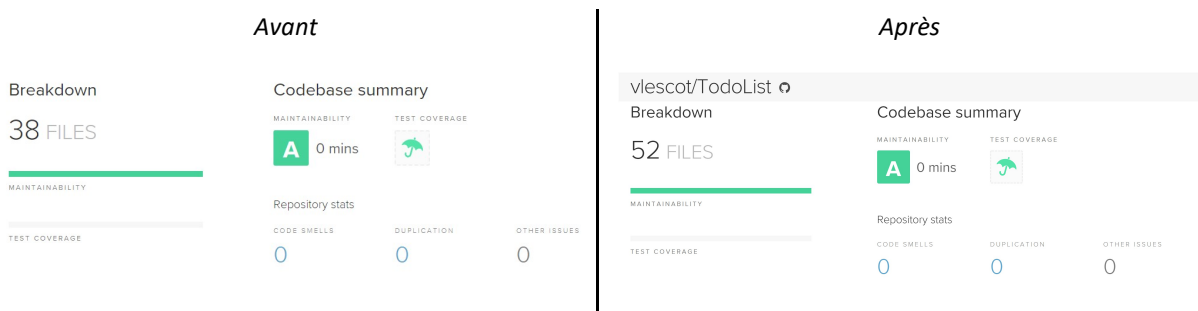 Avant
Breakdown
38 FILES
MAINTAINABILITY
TEST COVERAGE
Codebase summary
MAINTAINABILITY TEST COVERAGE
A 0 mins
Repository stats
CODE SMELLS DUPLICATION OTHER ISSUES
0 0 0
Après
vlescot/TodoList
Breakdown
52 FILES
MAINTAINABILITY
TEST COVERAGE
Codebase summary
MAINTAINABILITY TEST COVERAGE
A 0 mins
Repository stats
CODE SMELLS DUPLICATION OTHER ISSUES
0 0 0